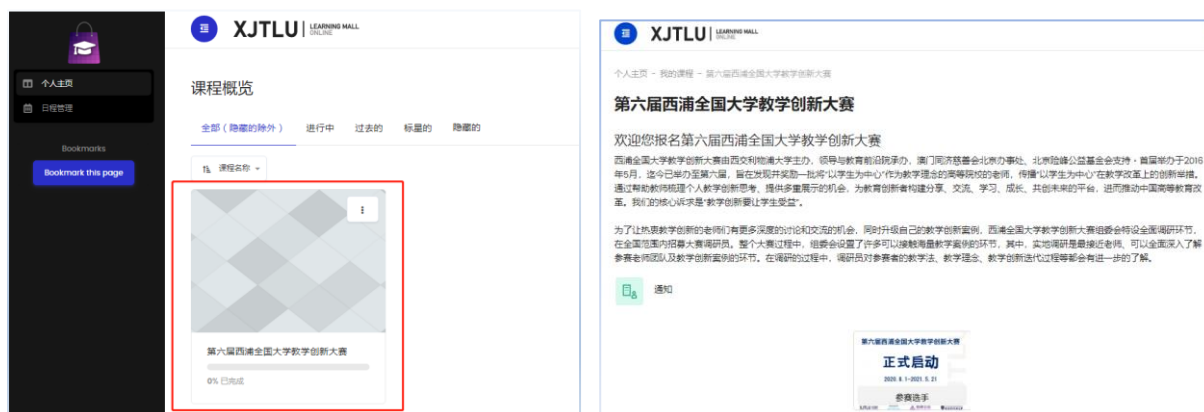 XJTLU LEARNING MALL
ONLINE
个人主页
日程管理
Bookmarks
Bookmark this page
课程概览
全部（隐藏的除外） 进行中 过去的 标星的 隐藏的
课程名称
第六届西浦全国大学教学创新大赛
0% 已完成
XJTLU LEARNING MALL
ONLINE
个人主页 - 我的课程 - 第六届西浦全国大学教学创新大赛
第六届西浦全国大学教学创新大赛
欢迎您报名第六届西浦全国大学教学创新大赛
西浦全国大学教学创新大赛由西交利物浦大学主办，领导与教育前沿院承办，澳门同济慈善会北京办事处、北京险峰公益基金会支持，首届举办于2016
年5月，迄今已举办至第六届，旨在发现并奖励一批将“以学生为中心”作为教学理念的高等院校的老师，传播“以学生为中心”在教学改革上的创新举措。
通过帮助教师梳理个人教学创新思考、提供多重展示的机会，为教育创新者构建分享、交流、学习、成长、共创未来的平台，进而推动中国高等教育改
革。我们的核心诉求是“教学创新要让学生受益”。
为了让热衷教学创新的老师们有更多深度的讨论和交流的机会，同时升级自己的教学创新案例，西浦全国大学教学创新大赛组委会特设全面调研环节，
在全国范围内招募大赛调研员。整个大赛过程中，组委会设置了许多可以接触海量教学案例的环节，其中，实地调研是最接近老师、可以全面深入了解
参赛老师团队及教学创新案例的环节。在调研的过程中，调研员对参赛者的教学法、教学理念、教学创新迭代过程等都会有进一步的了解。
通知
第六届西浦全国大学教学创新大赛
正式启动
2020.8.1-2021.5.21
参赛选手